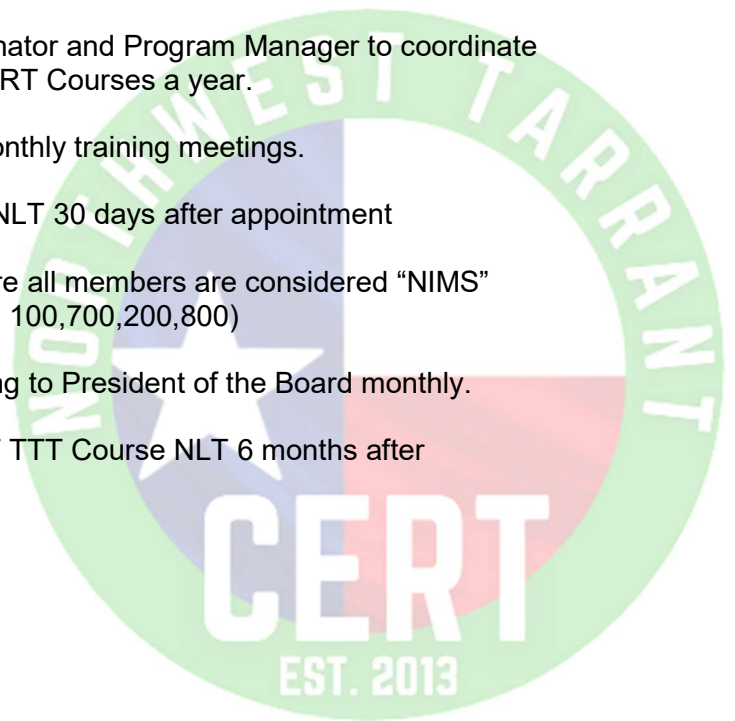 nator and Program Manager to coordinate
RT Courses a year.
onthly training meetings.
NLT 30 days after appointment
re all members are considered “NIMS”
100,700,200,800)
ng to President of the Board monthly.
TTT Course NLT 6 months after
NORTHWEST TARRANT
CERT
EST. 2013